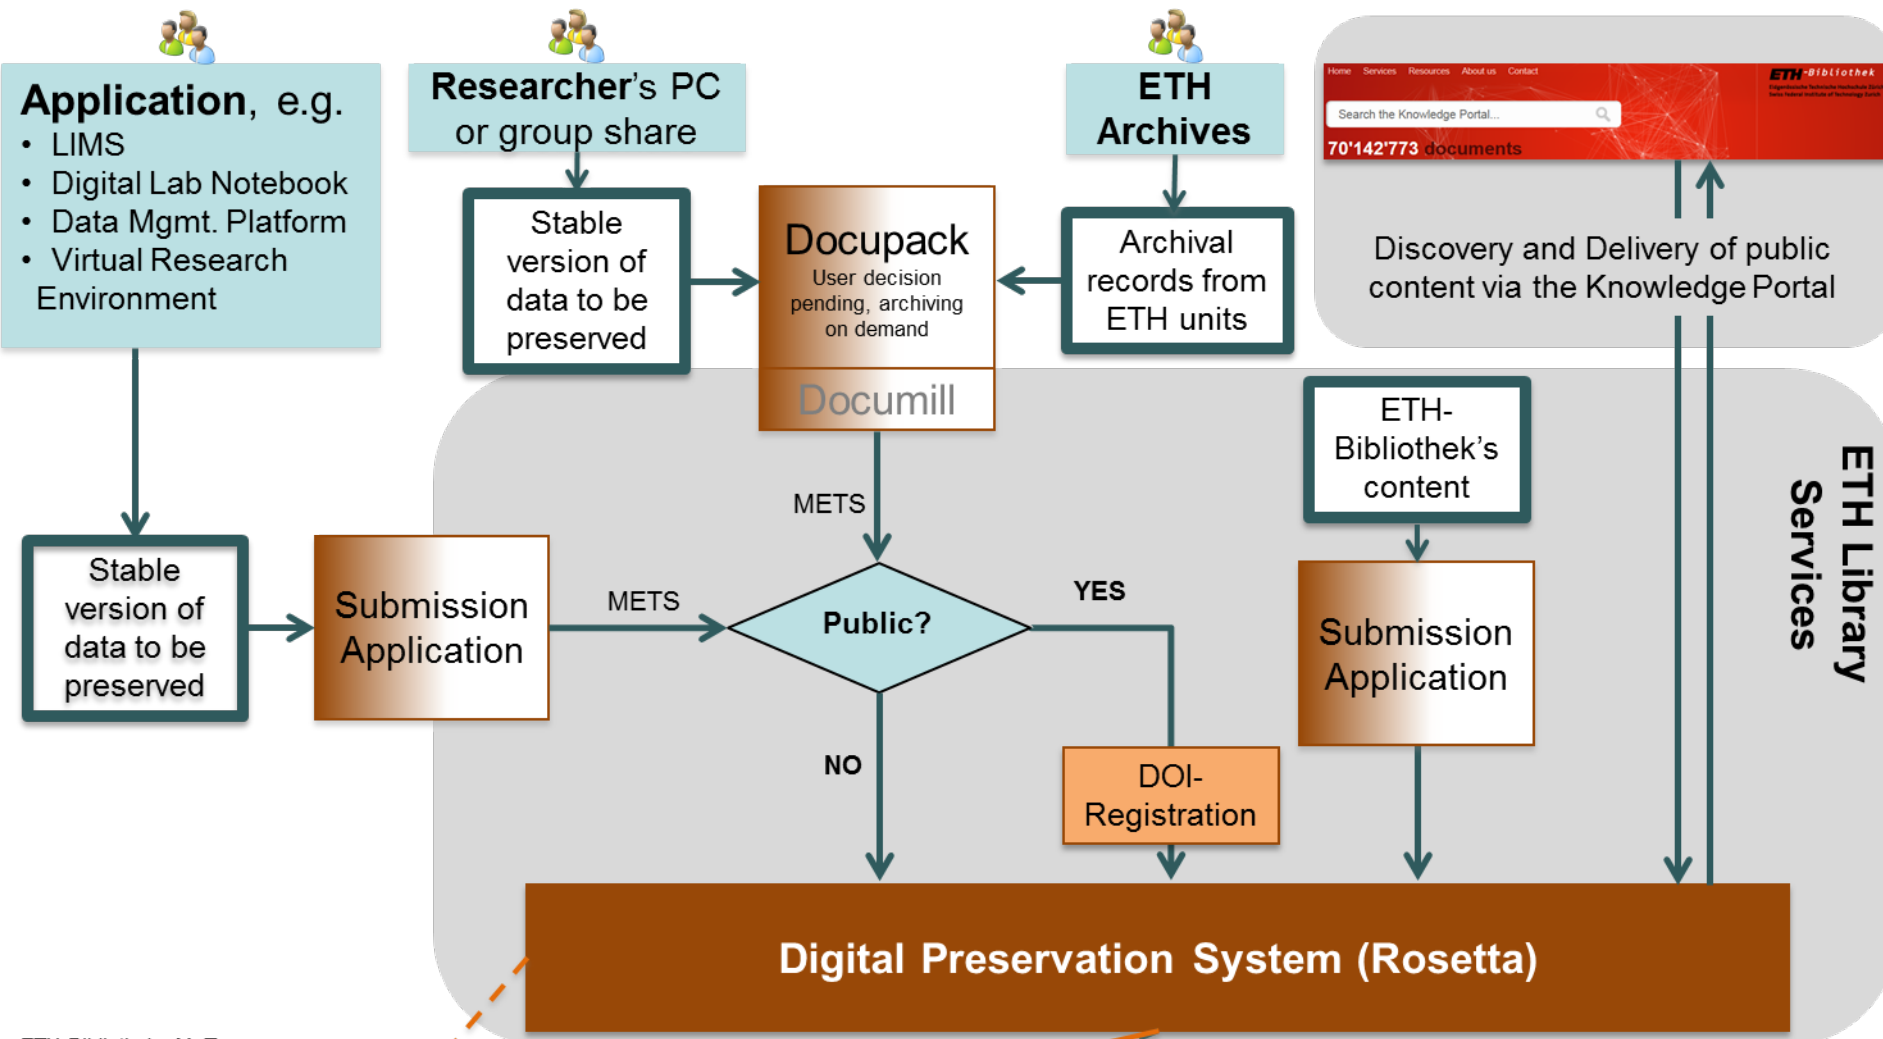 Application, e.g.
• LIMS
• Digital Lab Notebook
• Data Mgmt. Platform
• Virtual Research
Environment
Researcher's PC
or group share
ETH
Archives
Home Services Resources About us Contact
ETH-Bibliothek
Search the Knowledge Portal...
70'142'773 documents
Discovery and Delivery of public
content via the Knowledge Portal
Stable
version of
data to be
preserved
Docupack
User decision
pending, archiving
on demand
Documill
Archival
records from
ETH units
ETH-
Bibliothek's
content
ETH Library
Services
METS
Stable
version of
data to be
preserved
Submission
Application
METS
Public?
YES
Submission
Application
NO
DOI-
Registration
Digital Preservation System (Rosetta)